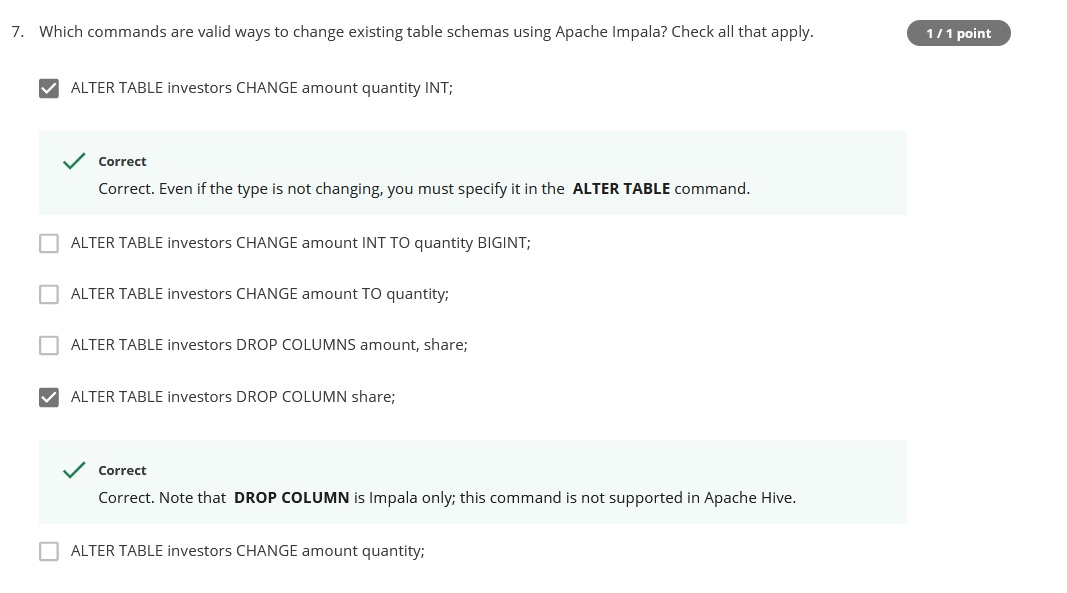 7. Which commands are valid ways to change existing table schemas using Apache Impala? Check all that apply.
1 / 1 point
ALTER TABLE investors CHANGE amount quantity INT;
Correct
Correct. Even if the type is not changing, you must specify it in the ALTER TABLE command.
ALTER TABLE investors CHANGE amount INT TO quantity BIGINT;
ALTER TABLE investors CHANGE amount TO quantity;
ALTER TABLE investors DROP COLUMNS amount, share;
ALTER TABLE investors DROP COLUMN share;
Correct
Correct. Note that DROP COLUMN is Impala only; this command is not supported in Apache Hive.
ALTER TABLE investors CHANGE amount quantity;